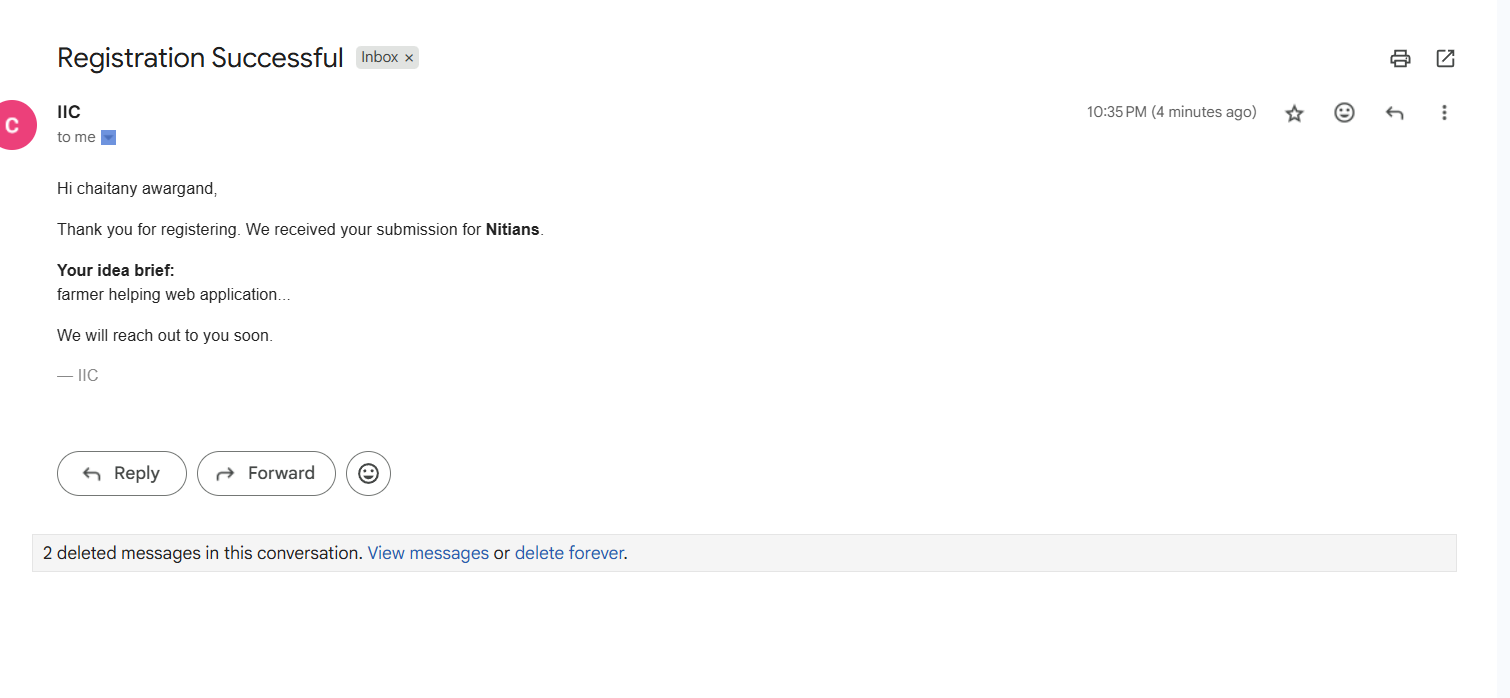 Registration Successful Inbox ×
C
IIC
10:35 PM (4 minutes ago)
to me
Hi chaitany awargand,
Thank you for registering. We received your submission for Nitians.
Your idea brief:
farmer helping web application...
We will reach out to you soon.
— IIC
Reply Forward
2 deleted messages in this conversation. View messages or delete forever.